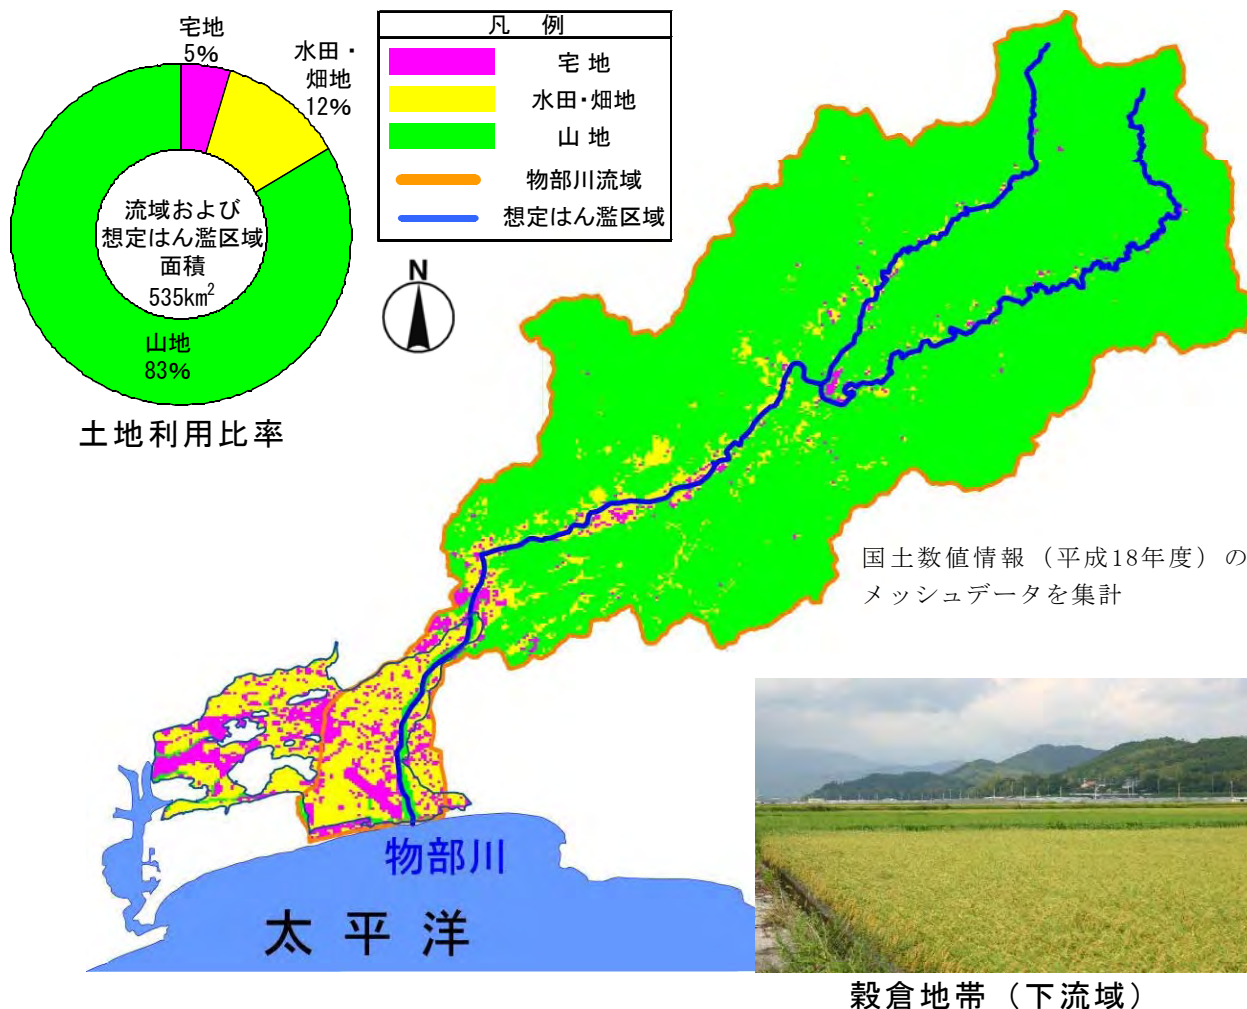 宅地
5%
水田・
畑地
12%
流域および
想定はん濫区域
面積
535km²
山地
83%
土地利用比率
凡 例
宅 地
水田・畑地
山 地
物部川流域
想定はん濫区域
N
国土数値情報（平成18年度）の
メッシュデータを集計
物部川
太 平 洋
穀倉地帯（下流域）